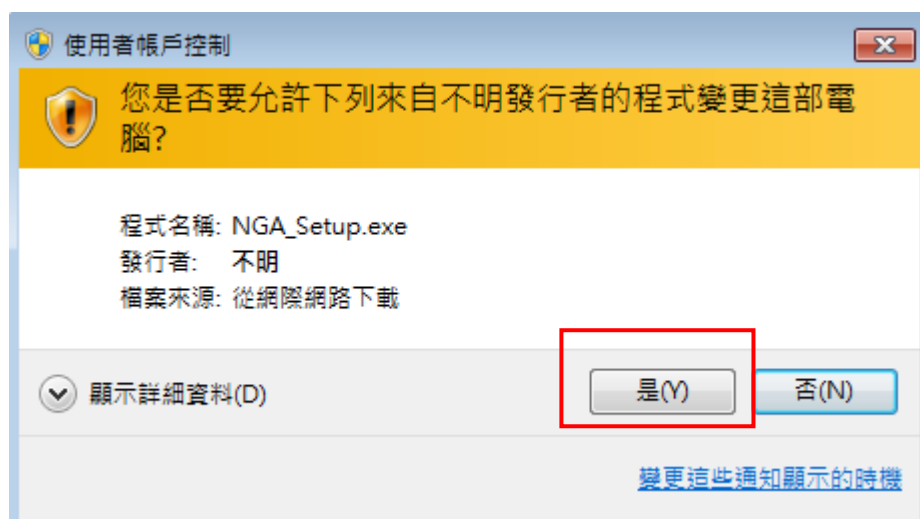 使用者帳戶控制
您是否要允許下列來自不明發行者的程式變更這部電
腦?
程式名稱: NGA_Setup.exe
發行者: 不明
檔案來源: 從網際網路下載
顯示詳細資料(D)
是(Y)
否(N)
變更這些通知顯示的時機